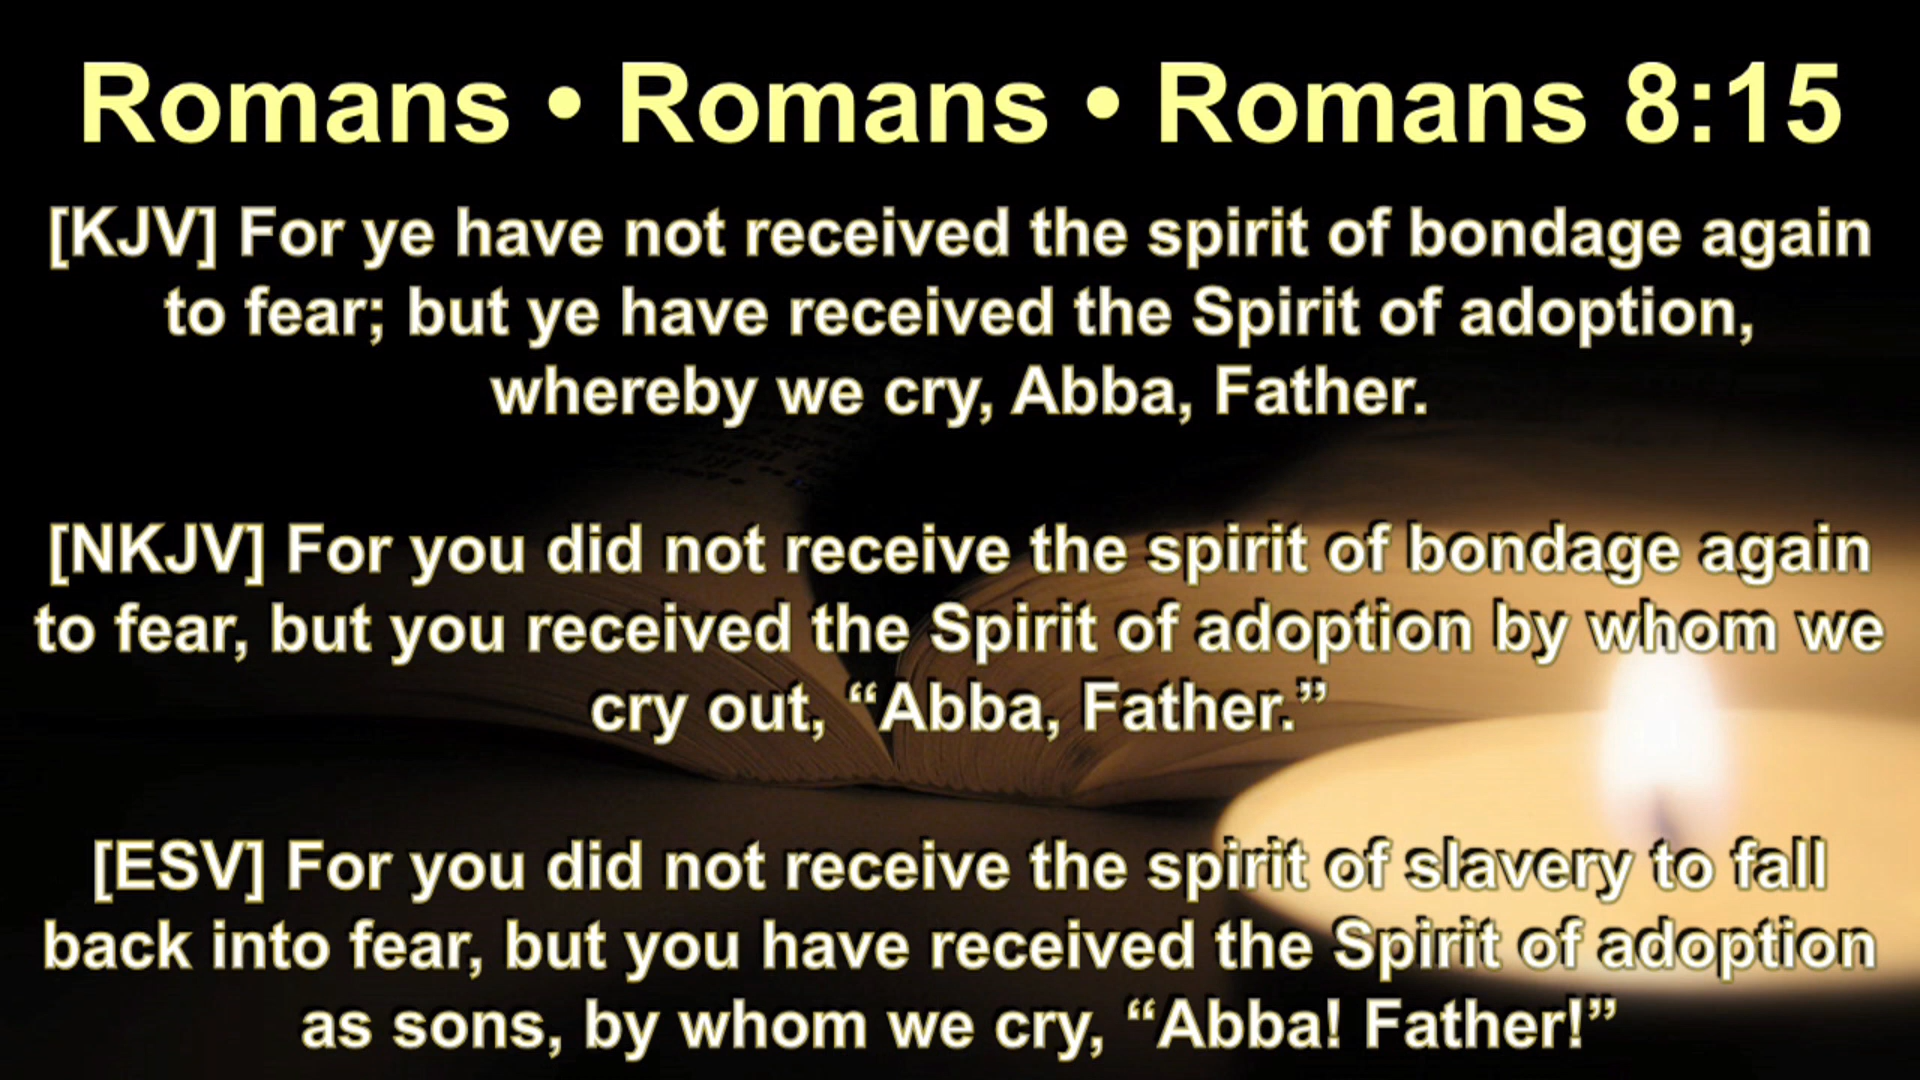 Romans • Romans • Romans 8:15
[KJV] For ye have not received the spirit of bondage again
to fear; but ye have received the Spirit of adoption,
whereby we cry, Abba, Father.
[NKJV] For you did not receive the spirit of bondage again
to fear, but you received the Spirit of adoption by whom we
cry out, “Abba, Father.”
[ESV] For you did not receive the spirit of slavery to fall
back into fear, but you have received the Spirit of adoption
as sons, by whom we cry, “Abba! Father!”